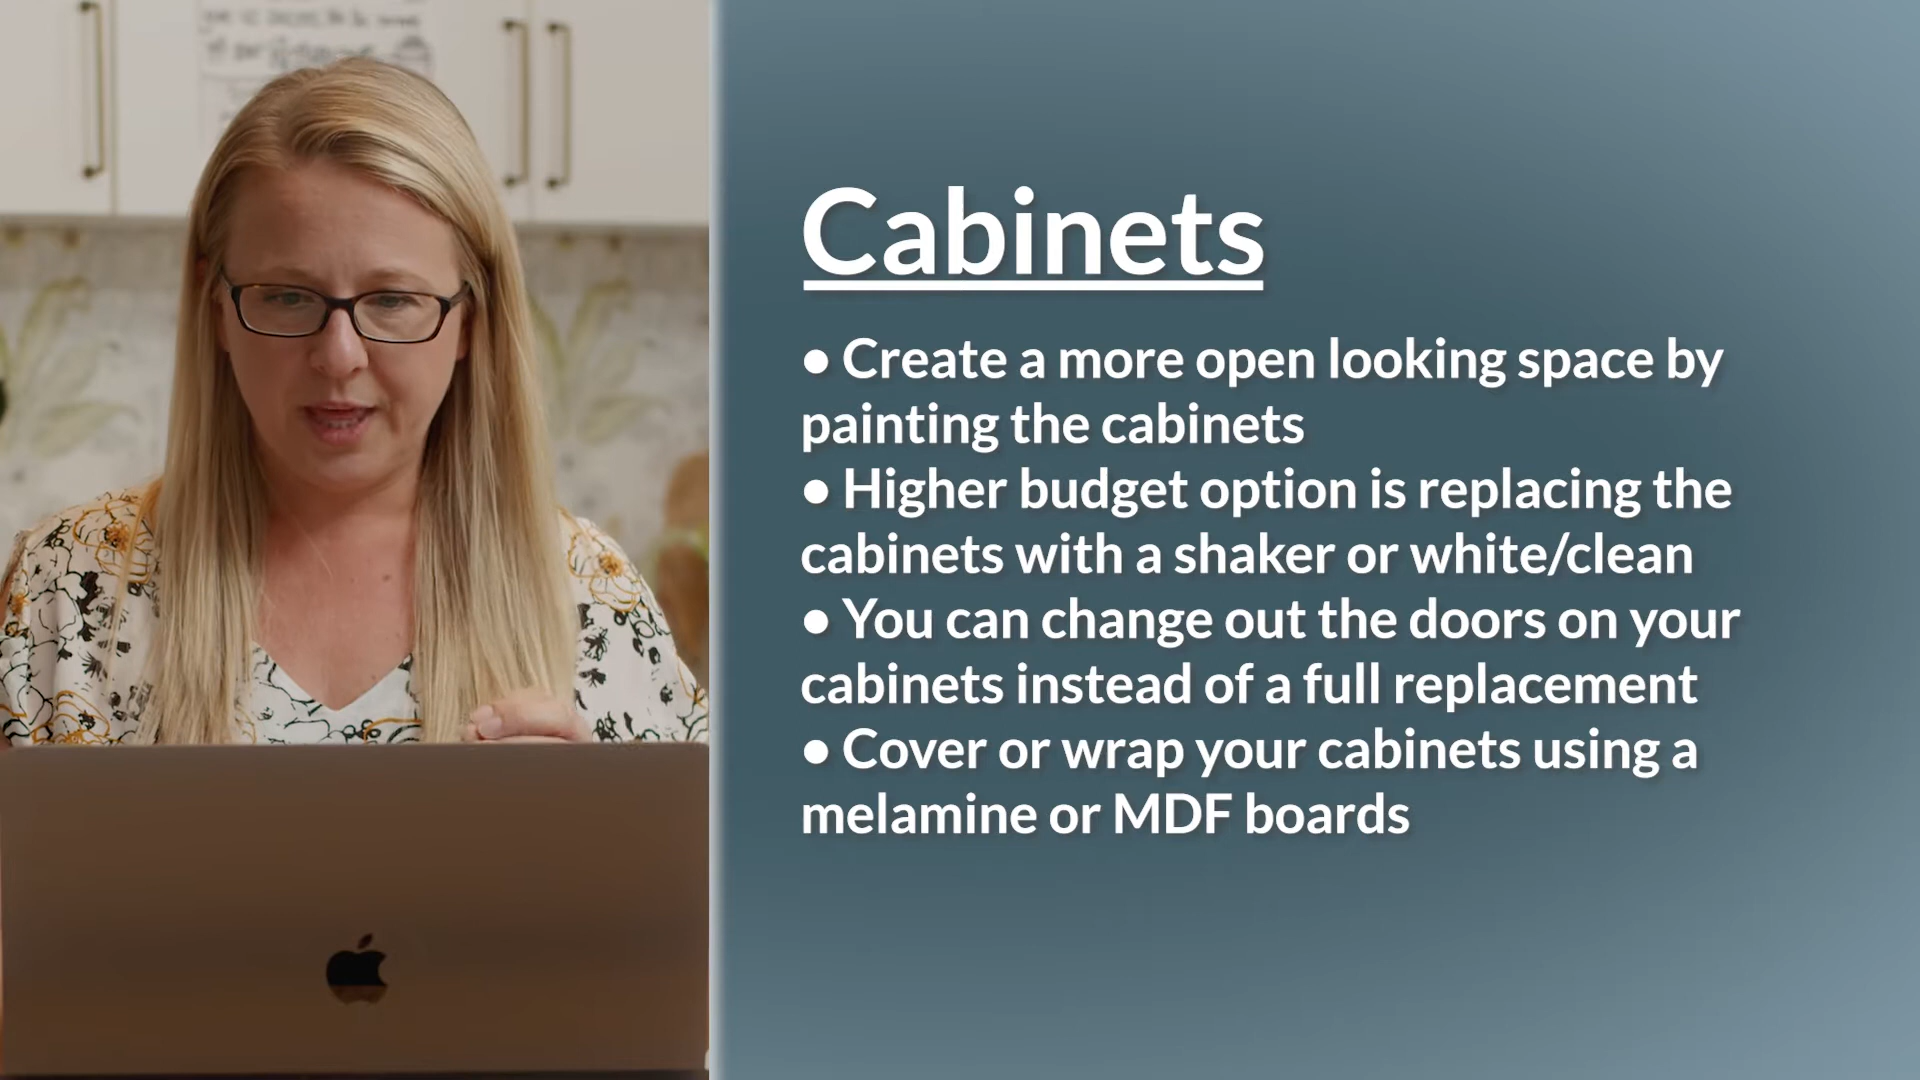 Cabinets
• Create a more open looking space by
painting the cabinets
• Higher budget option is replacing the
cabinets with a shaker or white/clean
• You can change out the doors on your
cabinets instead of a full replacement
• Cover or wrap your cabinets using a
melamine or MDF boards